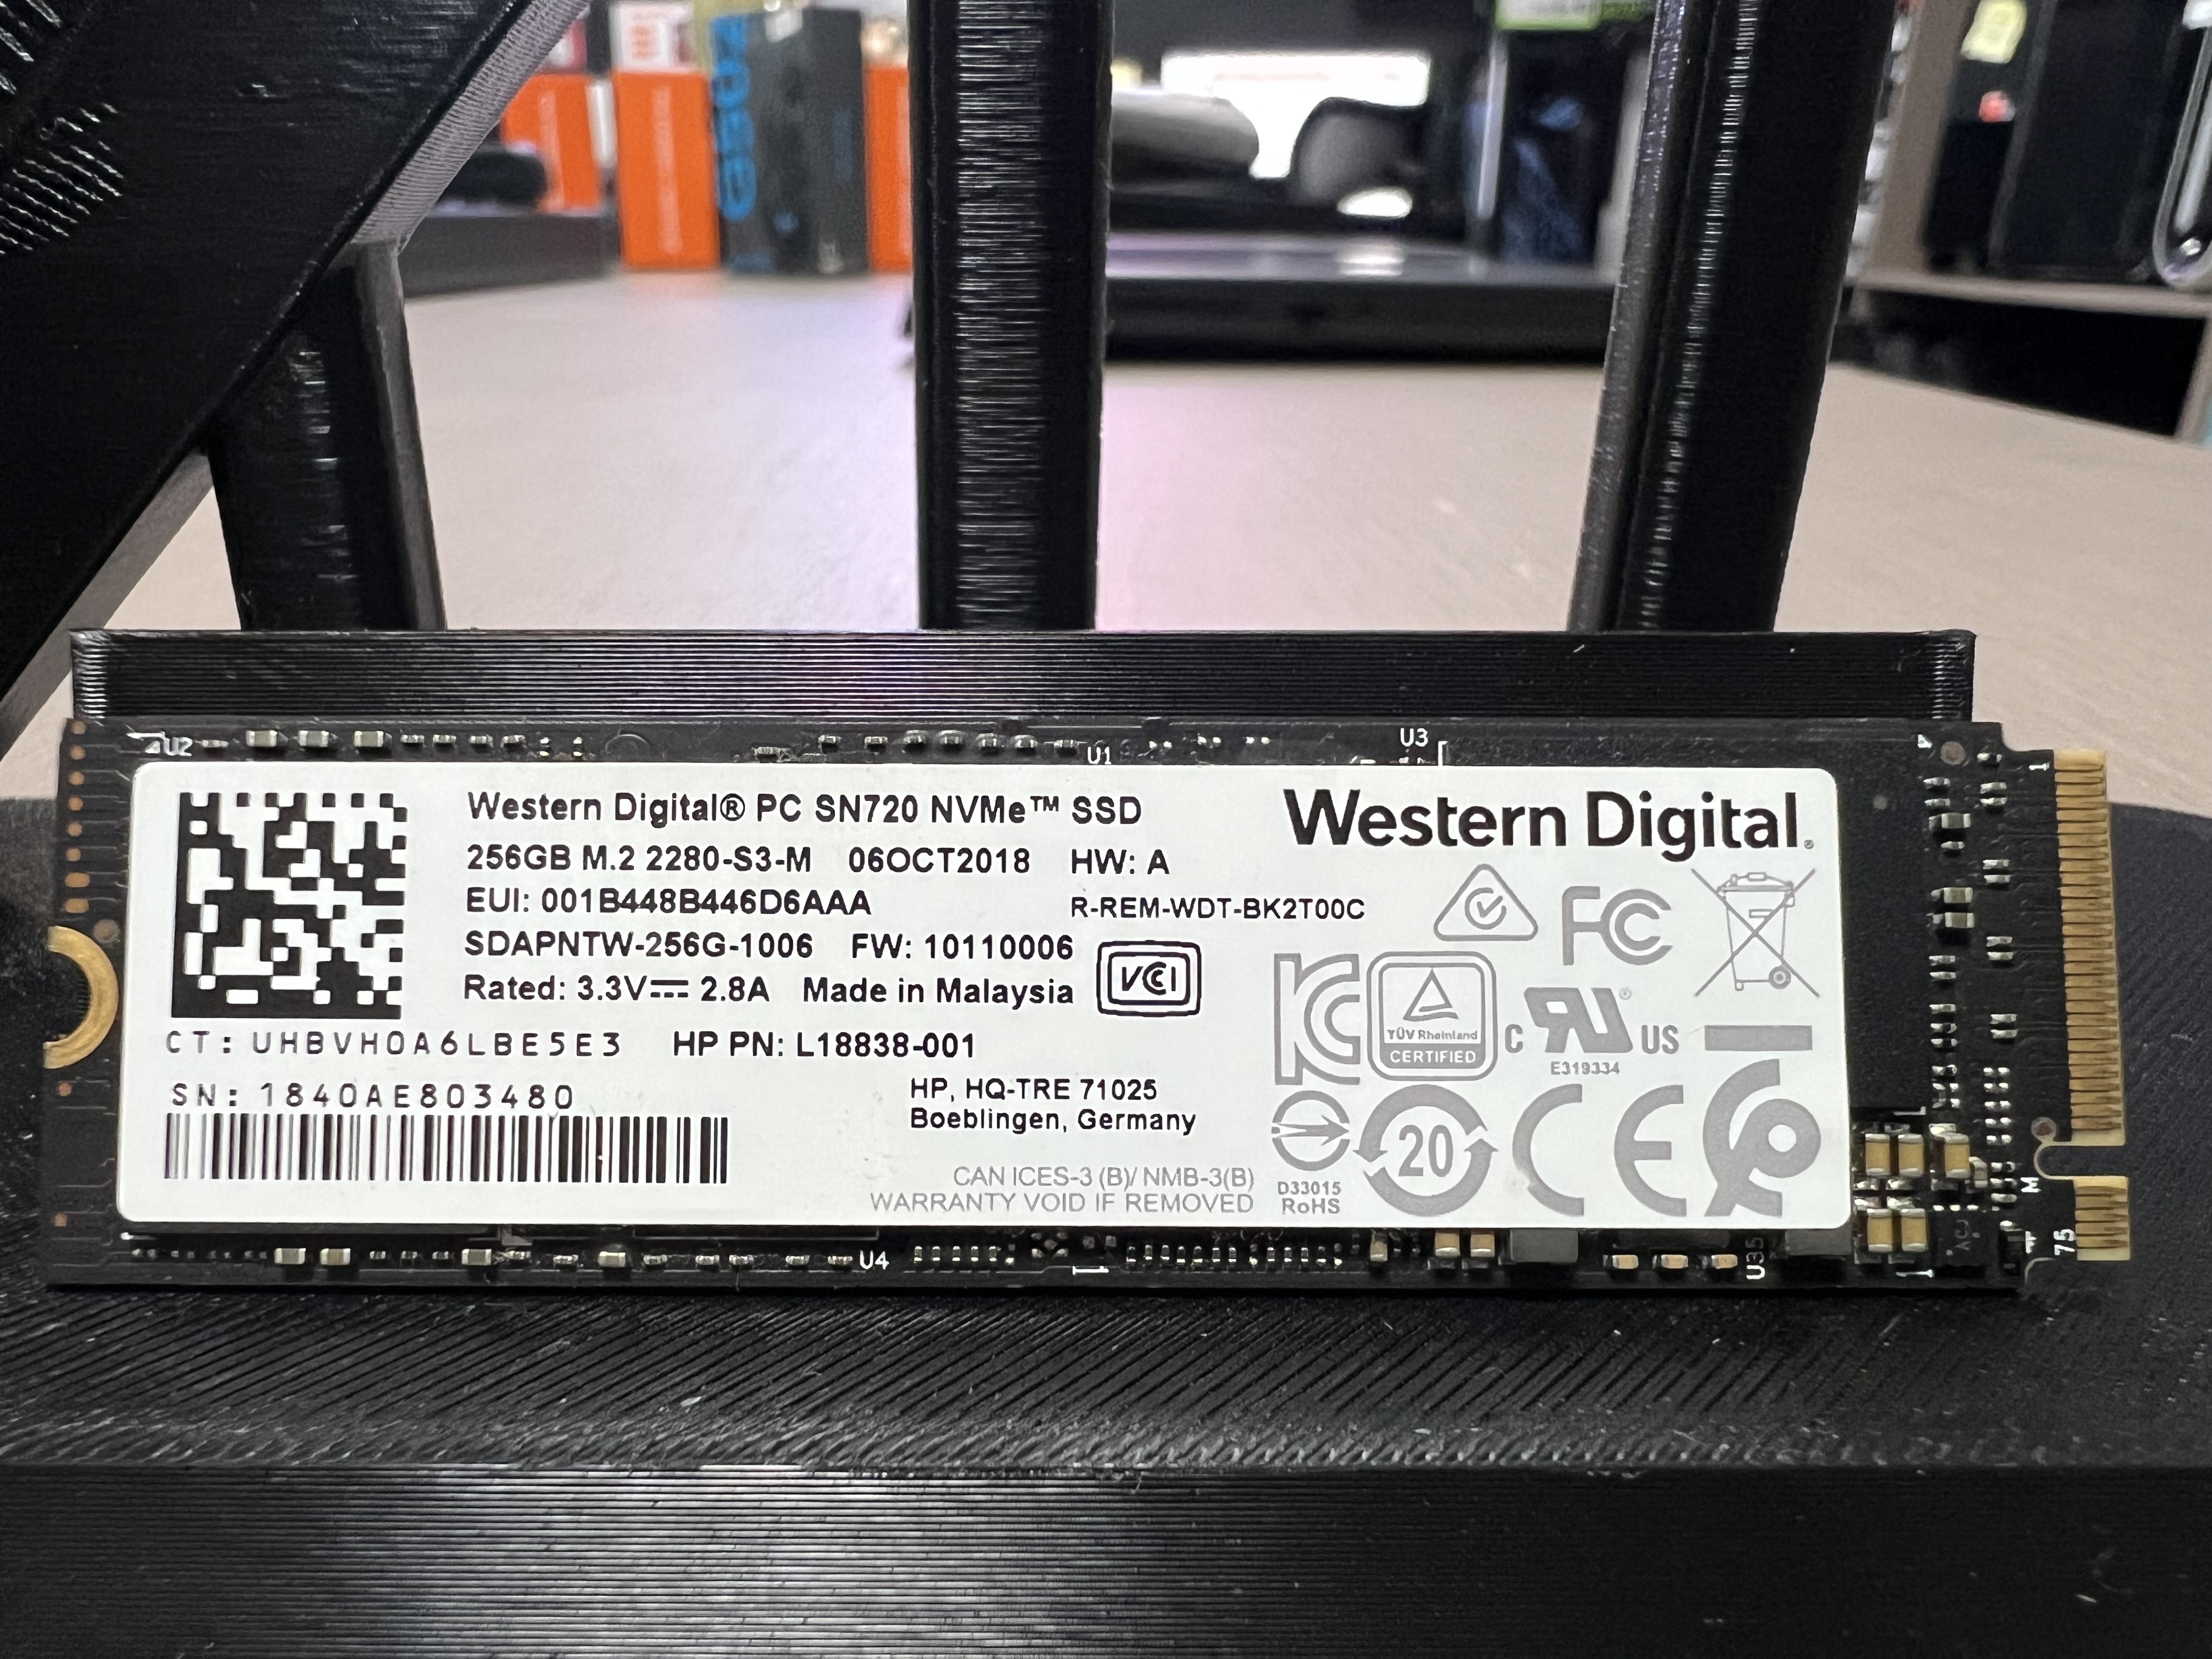 U2
U1
U3
1
Western Digital® PC SN720 NVMe™ SSD
256GB M.2 2280-S3-M 06OCT2018 HW: A
EUI: 001B448B446D6AAA
R-REM-WDT-BK2T00C
SDAPNTW-256G-1006 FW: 10110006
Rated: 3.3V 2.8A Made in Malaysia
VCI
CT: UHBVH0A6LBE5E3 HP PN: L18838-001
SN: 1840AE803480
HP, HQ-TRE 71025
Boeblingen, Germany
CAN ICES-3 (B)/ NMB-3(B)
WARRANTY VOID IF REMOVED
Western Digital®
FC
KC
TÜV Rheinland
CERTIFIED
C RU® US
E319334
D33015
RoHS
20
CE
M
75
U4
U35